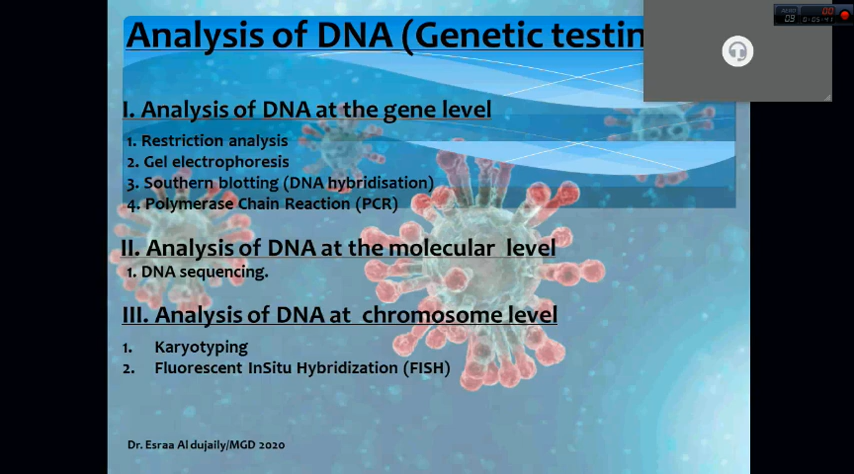 Analysis of DNA (Genetic testin
I. Analysis of DNA at the gene level
1. Restriction analysis
2. Gel electrophoresis
3. Southern blotting (DNA hybridisation)
4. Polymerase Chain Reaction (PCR)
II. Analysis of DNA at the molecular level
1. DNA sequencing.
III. Analysis of DNA at chromosome level
1. Karyotyping
2. Fluorescent InSitu Hybridization (FISH)
Dr. Esraa Al dujaily/MGD 2020